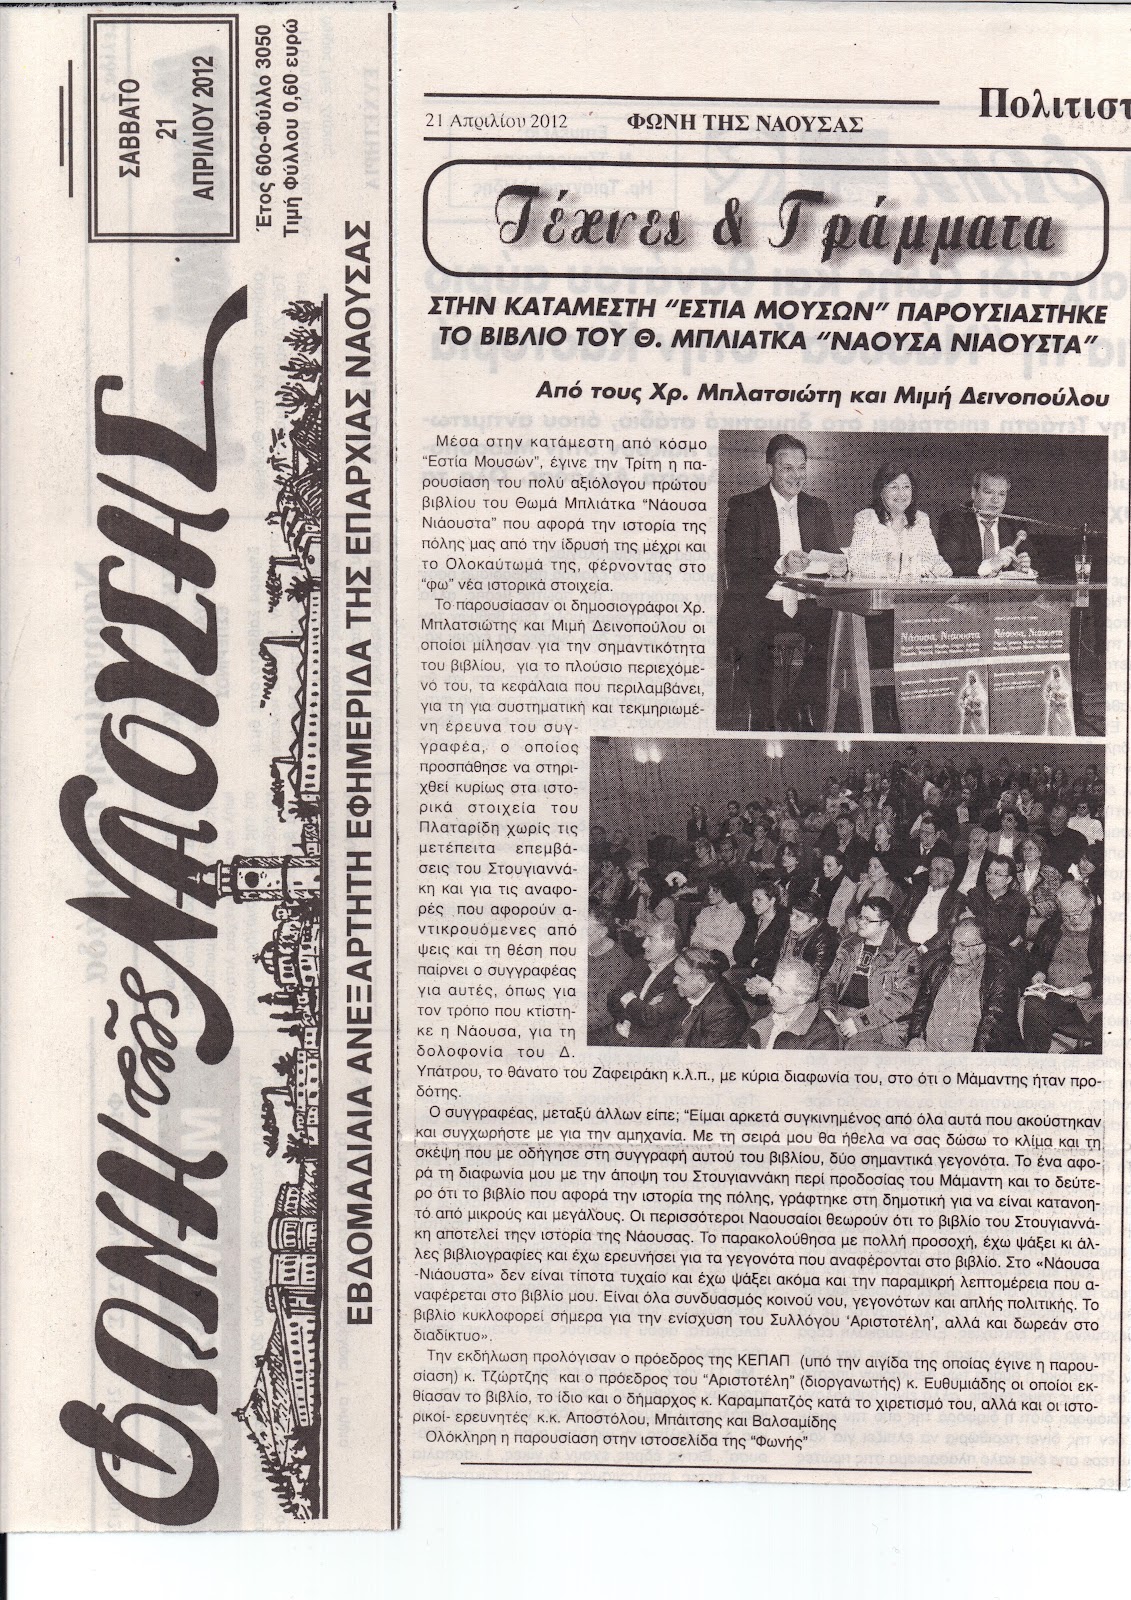 ΣΑΒΒΑΤΟ
21
ΑΠΡΙΛΙΟΥ 2012
Έτος 60ο-Φύλλο 3050
Τιμή Φύλλου 0,60 ευρώ
ΦΩΝΗ τῆς ΝΑΟΥΣΗΣ
ΕΒΔΟΜΑΔΙΑΙΑ ΑΝΕΞΑΡΤΗΤΗ ΕΦΗΜΕΡΙΔΑ ΤΗΣ ΕΠΑΡΧΙΑΣ ΝΑΟΥΣΑΣ
Πολιτιστ
21 Απριλίου 2012 ΦΩΝΗ ΤΗΣ ΝΑΟΥΣΑΣ
Τέχνες & Γράμματα
ΣΤΗΝ ΚΑΤΑΜΕΣΤΗ “ΕΣΤΙΑ ΜΟΥΣΩΝ” ΠΑΡΟΥΣΙΑΣΤΗΚΕ
ΤΟ ΒΙΒΛΙΟ ΤΟΥ Θ. ΜΠΛΙΑΤΚΑ “ΝΑΟΥΣΑ ΝΙΑΟΥΣΤΑ”
Από τους Χρ. Μπλατσιώτη και Μιμή Δεινοπούλου
Μέσα στην κατάμεστη από κόσμο
“Εστία Μουσών”, έγινε την Τρίτη η πα-
ρουσίαση του πολύ αξιόλογου πρώτου
βιβλίου του Θωμά Μπλιάτκα “Νάουσα
Νιάουστα” που αφορά την ιστορία της
πόλης μας από την ίδρυσή της μέχρι και
το Ολοκαύτωμά της, φέρνοντας στο
“φω” νέα ιστορικά στοιχεία.
Το παρουσίασαν οι δημοσιογράφοι Χρ.
Μπλατσιώτης και Μιμή Δεινοπούλου οι
οποίοι μίλησαν για την σημαντικότητα
του βιβλίου, για το πλούσιο περιεχόμε-
νό του, τα κεφάλαια που περιλαμβάνει,
για τη για συστηματική και τεκμηριωμέ-
νη έρευνα του συγ-
γραφέα, ο οποίος
προσπάθησε να στηρι-
χθεί κυρίως στα ιστο-
ρικά στοιχεία του
Πλαταρίδη χωρίς τις
μετέπειτα επεμβά-
σεις του Στουγιαννά-
κη και για τις αναφο-
ρές που αφορούν α-
ντικρουόμενες από
ψεις και τη θέση που
παίρνει ο συγγραφέας
για αυτές, όπως για
τον τρόπο που κτίστη-
κε η Νάουσα, για τη
δολοφονία του Δ.
Υπάτρου, το θάνατο του Ζαφειράκη κ.λ.π., με κύρια διαφωνία του, στο ότι ο Μάμαντης ήταν προ-
δότης.
Ο συγγραφέας, μεταξύ άλλων είπε; “Είμαι αρκετά συγκινημένος από όλα αυτά που ακούστηκαν
και συγχωρήστε με για την αμηχανία. Με τη σειρά μου θα ήθελα να σας δώσω το κλίμα και τη
σκέψη που με οδήγησε στη συγγραφή αυτού του βιβλίου, δύο σημαντικά γεγονότα. Το ένα αφο-
ρά τη διαφωνία μου με την άποψη του Στουγιαννάκη περί προδοσίας του Μάμαντη και το δεύτε-
ρο ότι το βιβλίο που αφορά την ιστορία της πόλης, γράφτηκε στη δημοτική για να είναι κατανοη-
τό από μικρούς και μεγάλους. Οι περισσότεροι Ναουσαίοι θεωρούν ότι το βιβλίο του Στουγιαννά-
κη αποτελεί τηςν ιστορία της Νάουσας. Το παρακολούθησα με πολλή προσοχή, έχω ψάξει κι άλ-
λες βιβλιογραφίες και έχω ερευνήσει για τα γεγονότα που αναφέρονται στο βιβλίο. Στο «Νάουσα
-Νιάουστα» δεν είναι τίποτα τυχαίο και έχω ψάξει ακόμα και την παραμικρή λεπτομέρεια που α-
ναφέρεται στο βιβλίο μου. Είναι όλα συνδυασμός κοινού νου, γεγονότων και απλής πολιτικής. Το
βιβλίο κυκλοφορεί σήμερα για την ενίσχυση του Συλλόγου ‘Αριστοτέλη’, αλλά και δωρεάν στο
διαδίκτυο».
Την εκδήλωση προλόγισαν ο πρόεδρος της ΚΕΠΑΠ (υπό την αιγίδα της οποίας έγινε η παρου-
σίαση) κ. Τζώρτζης και ο πρόεδρος του “Αριστοτέλη” (διοργανωτής) κ. Ευθυμιάδης οι οποίοι εκ-
θίασαν το βιβλίο, το ίδιο και ο δήμαρχος κ. Καραμπατζός κατά το χιρετισμό του, αλλά και οι ιστο-
ρικοί- ερευνητές κ.κ. Αποστόλου, Μπάιτσης και Βαλσαμίδης
Ολόκληρη η παρουσίαση στην ιστοσελίδα της “Φωνής”
Νάουσα, Νιάουστα
Νάουσα, Νιάουστα